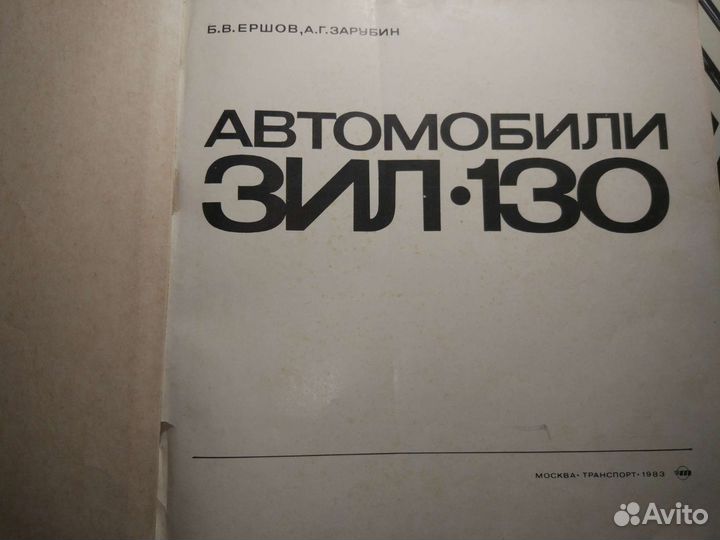 Б.В.ЕРШОВ, А.Г.ЗАРУБИН
АВТОМОБИЛИ
ЗИЛ·130
МОСКВА·ТРАНСПОРТ·1983
Avito